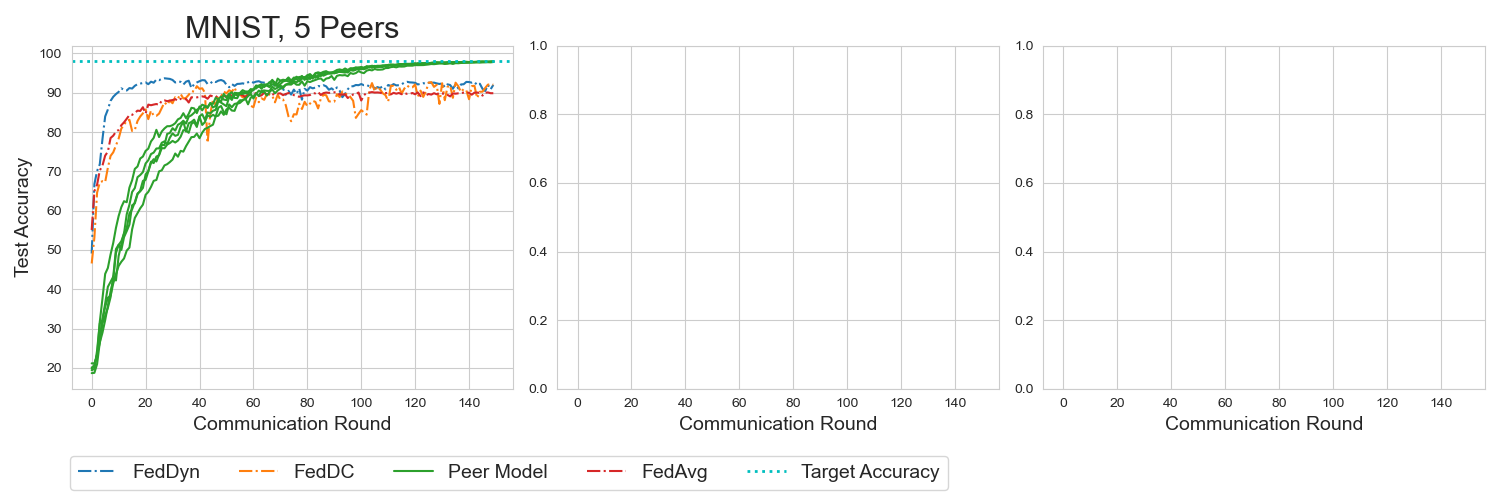 MNIST, 5 Peers
Test Accuracy
100
90
80
70
60
50
40
30
20
0 20 40 60 80 100 120 140
Communication Round
1.0
0.8
0.6
0.4
0.2
0.0
0 20 40 60 80 100 120 140
Communication Round
1.0
0.8
0.6
0.4
0.2
0.0
0 20 40 60 80 100 120 140
Communication Round
FedDyn FedDC Peer Model FedAvg Target Accuracy